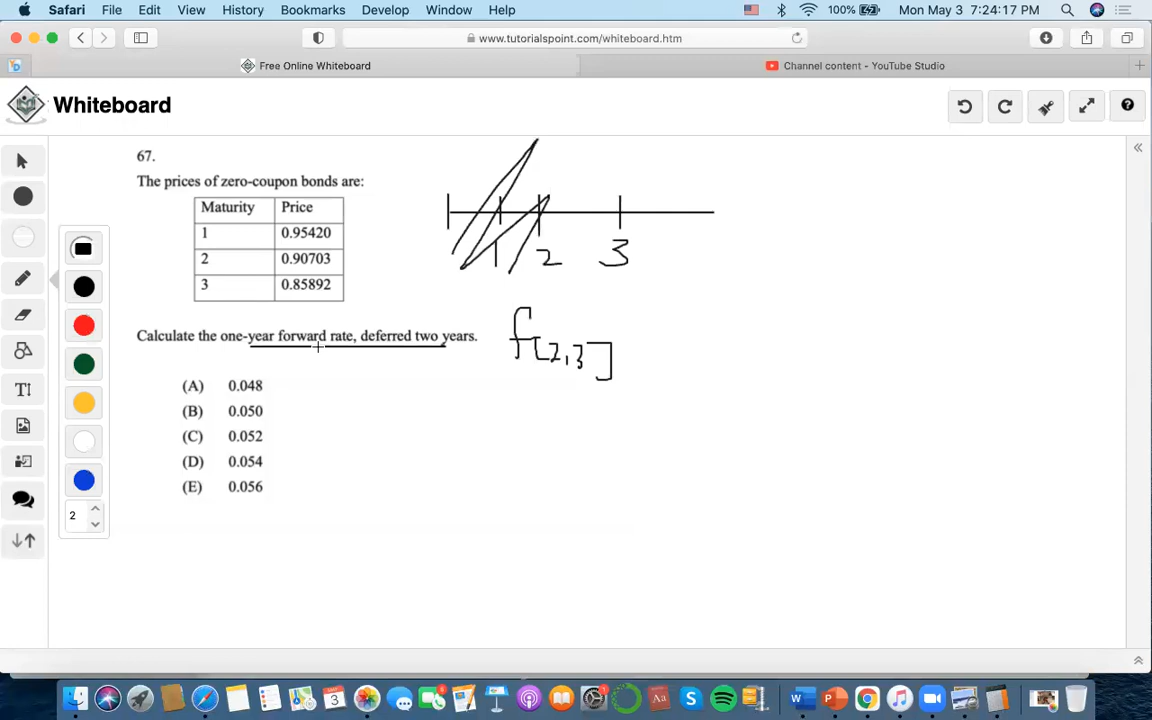 Safari File Edit View History Bookmarks Develop Window Help 100% Mon May 3 7:24:17 PM
www.tutorialspoint.com/whiteboard.htm
Free Online Whiteboard Channel content - YouTube Studio
Whiteboard
67.
The prices of zero-coupon bonds are:
Maturity Price
1 0.95420
2 0.90703
3 0.85892
1 2 3
Calculate the one-year forward rate, deferred two years.
f[2,3]
(A) 0.048
(B) 0.050
(C) 0.052
(D) 0.054
(E) 0.056
2